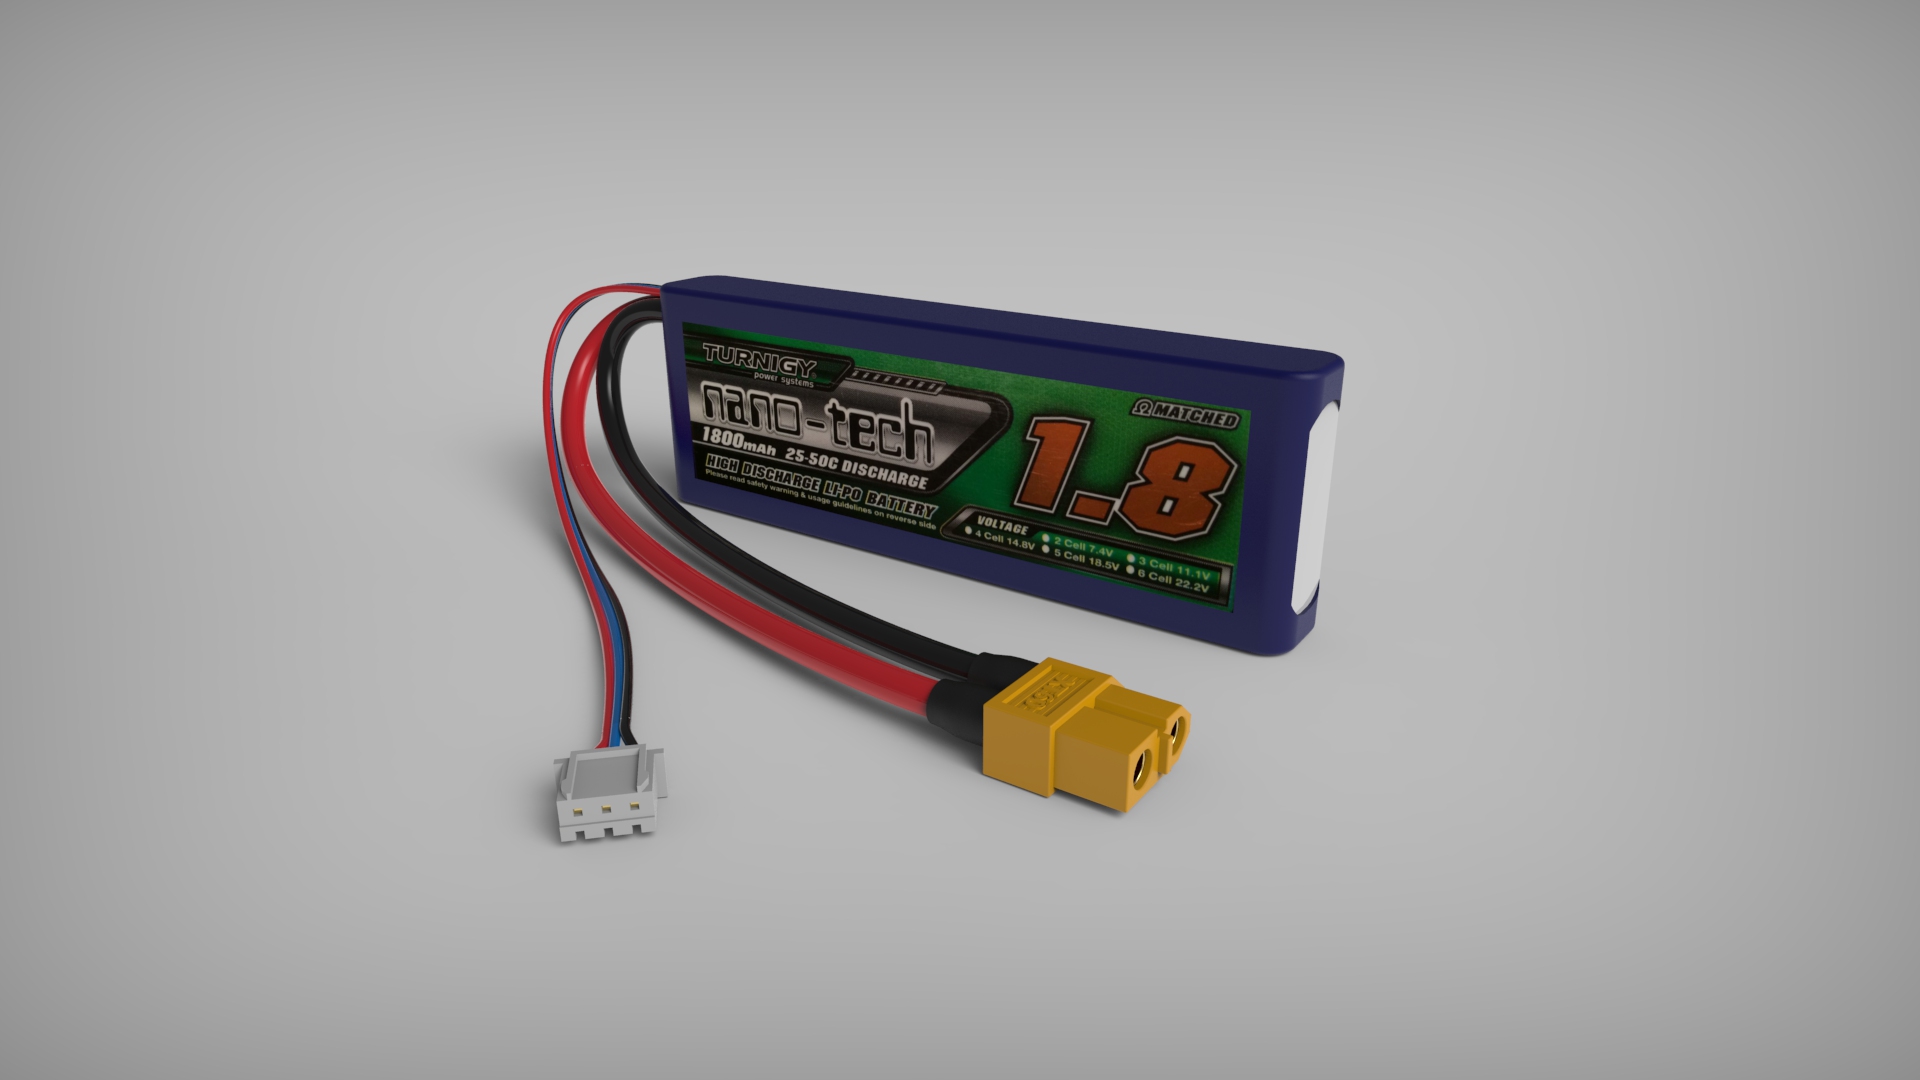 TURNIGY
power systems
nano-tech
1800mAh 25-50C DISCHARGE
HIGH DISCHARGE LI-PO BATTERY
Please read safety warning & usage guidelines on reverse side
Ω MATCHED
1.8
VOLTAGE
2 Cell 7.4V
3 Cell 11.1V
4 Cell 14.8V
5 Cell 18.5V
6 Cell 22.2V